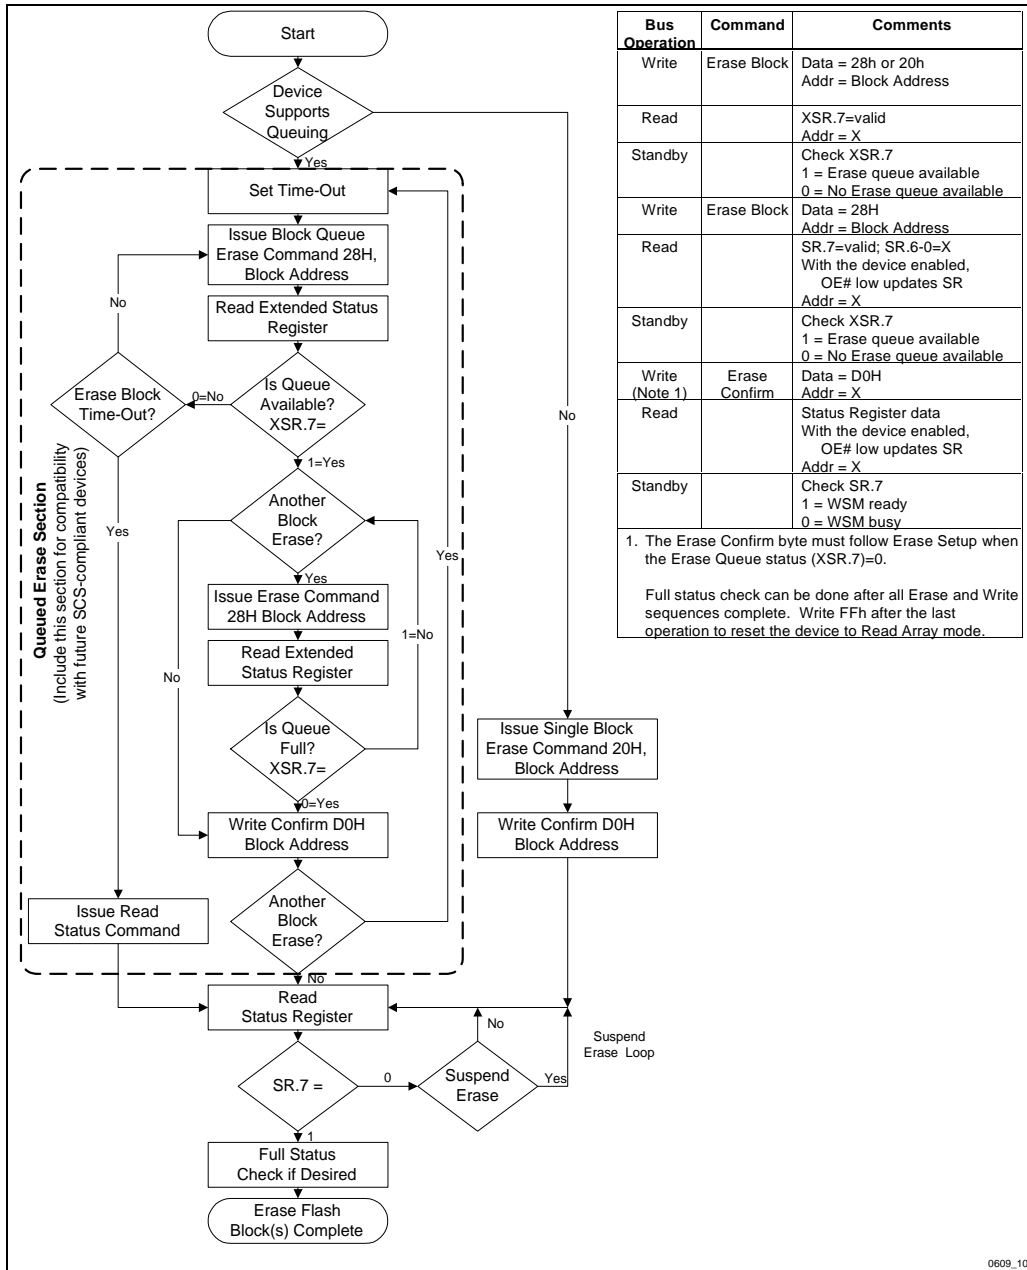 Start
Device
Supports
Queuing
Yes
Set Time-Out
Issue Block Queue
Erase Command 28H,
Block Address
No
Read Extended Status
Register
Erase Block
Time-Out?
0=No
Is Queue
Available?
XSR.7=
No
1=Yes
Queued Erase Section
(Include this section for compatibility
with future SCS-compliant devices)
Yes
Another
Block
Erase?
Yes
Yes
Issue Erase Command
28H Block Address
1=No
Read Extended
Status Register
No
Is Queue
Full?
XSR.7=
Issue Single Block
Erase Command 20H,
Block Address
0=Yes
Write Confirm D0H
Block Address
Write Confirm D0H
Block Address
Issue Read
Status Command
Another
Block
Erase?
No
Read
Status Register
No
Suspend
Erase Loop
SR.7 =
0
Suspend
Erase
Yes
1
Full Status
Check if Desired
Erase Flash
Block(s) Complete
Bus
Operation
Command
Comments
Write
Erase Block
Data = 28h or 20h
Addr = Block Address
Read
XSR.7=valid
Addr = X
Standby
Check XSR.7
1 = Erase queue available
0 = No Erase queue available
Write
Erase Block
Data = 28H
Addr = Block Address
Read
SR.7=valid; SR.6-0=X
With the device enabled,
OE# low updates SR
Addr = X
Standby
Check XSR.7
1 = Erase queue available
0 = No Erase queue available
Write
(Note 1)
Erase
Confirm
Data = D0H
Addr = X
Read
Status Register data
With the device enabled,
OE# low updates SR
Addr = X
Standby
Check SR.7
1 = WSM ready
0 = WSM busy
1. The Erase Confirm byte must follow Erase Setup when
the Erase Queue status (XSR.7)=0.
Full status check can be done after all Erase and Write
sequences complete. Write FFh after the last
operation to reset the device to Read Array mode.
0609_10